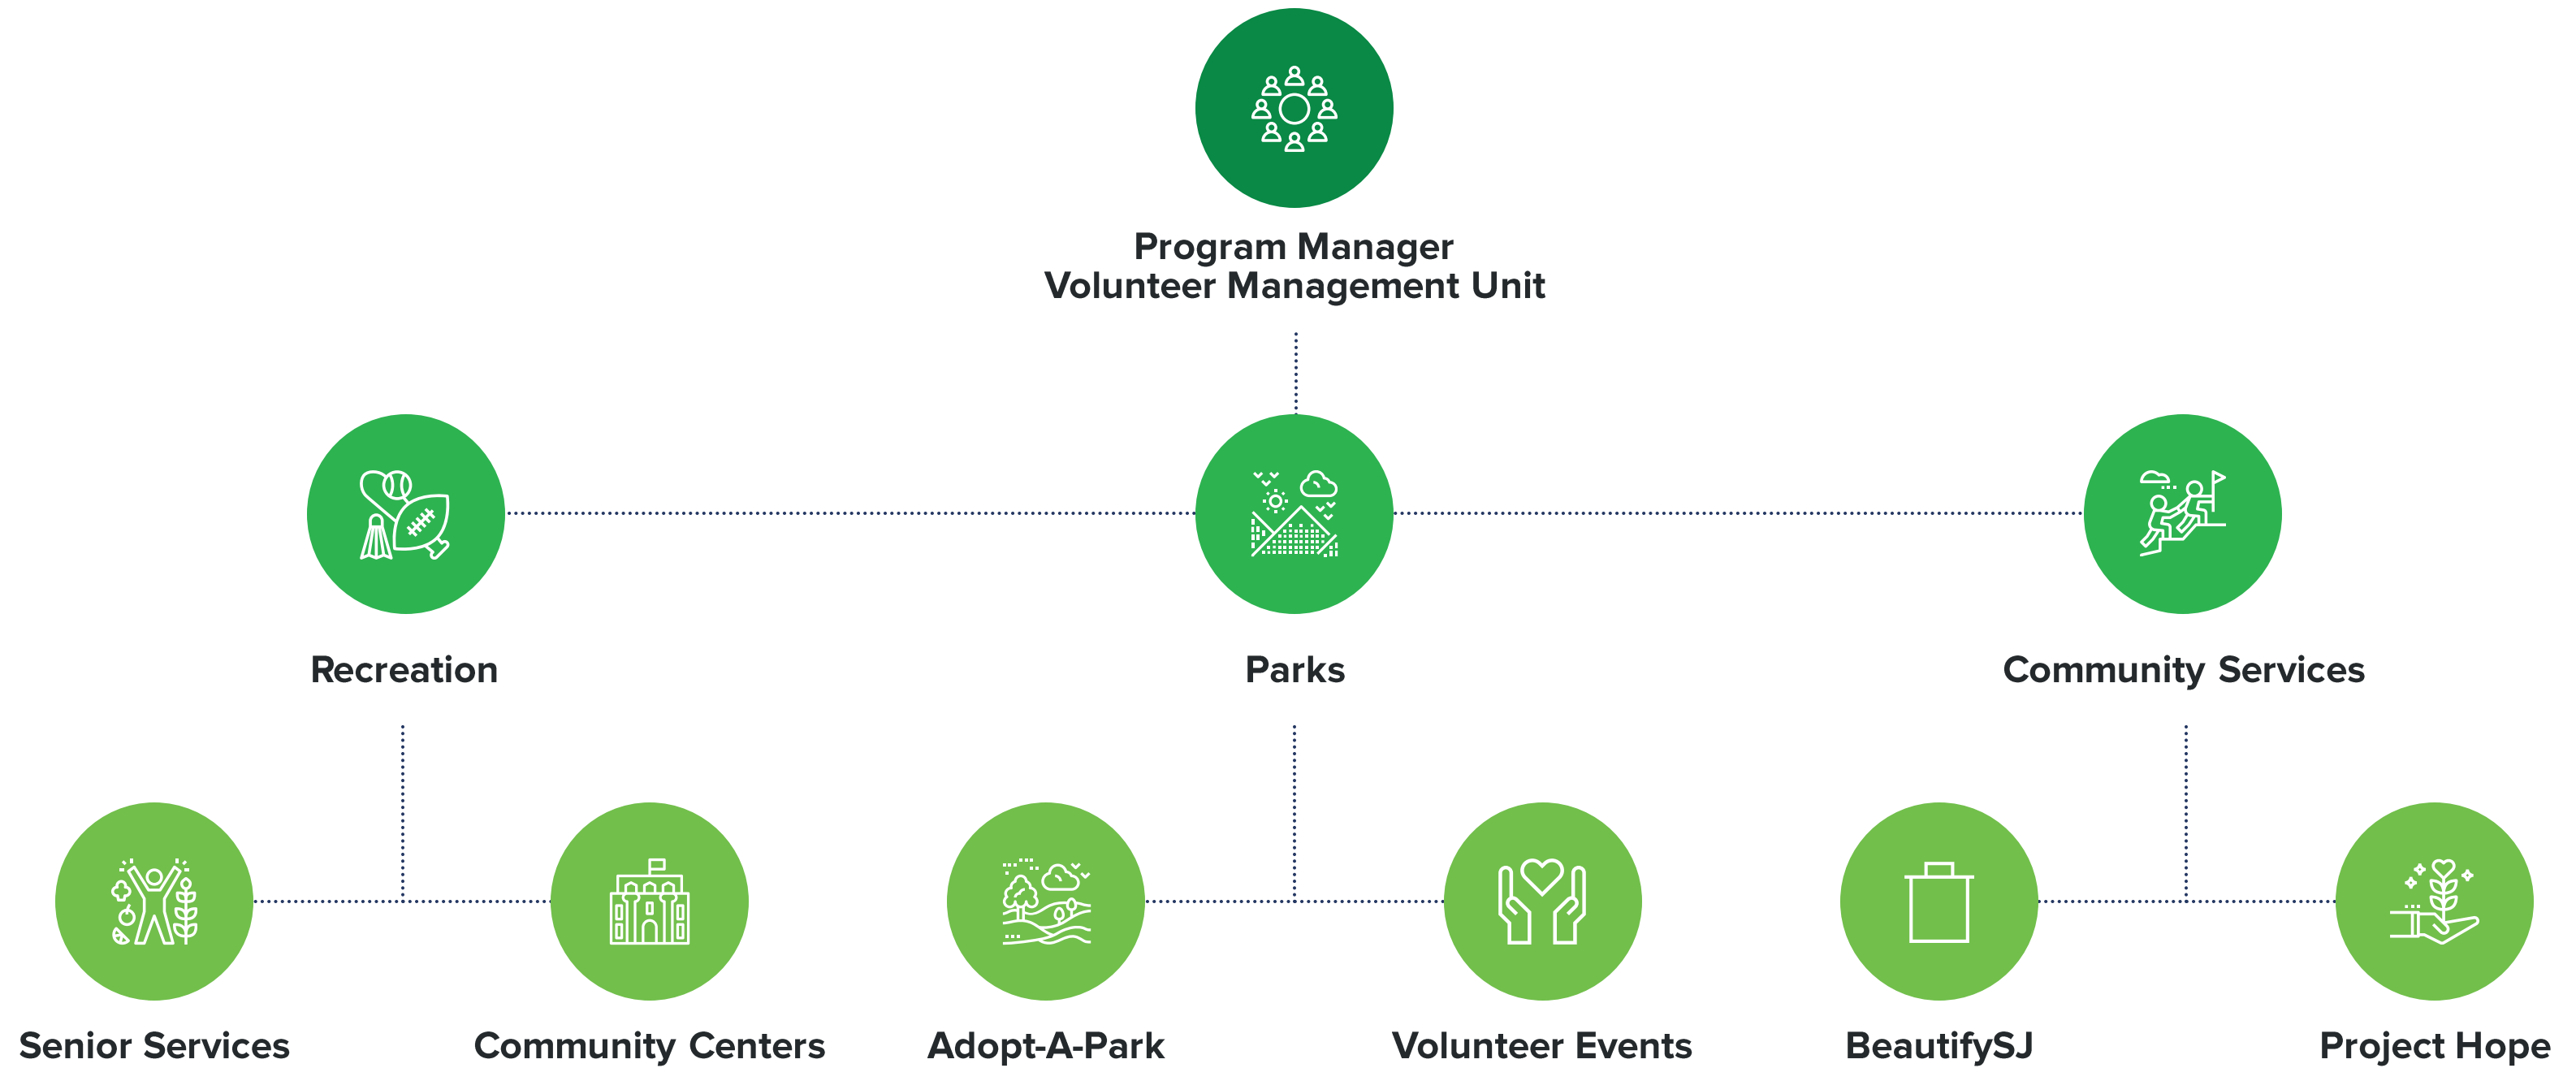 Program Manager
Volunteer Management Unit
Recreation
Parks
Community Services
Senior Services
Community Centers
Adopt-A-Park
Volunteer Events
BeautifySJ
Project Hope